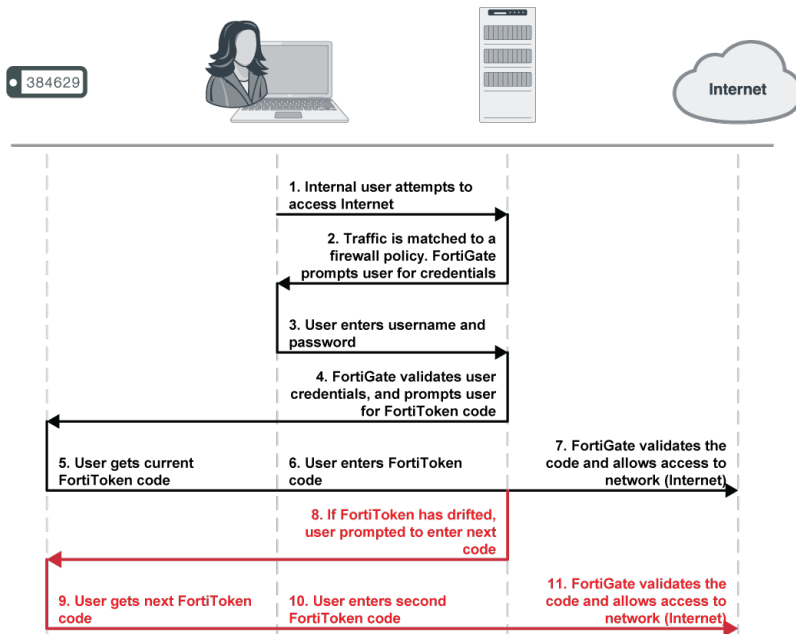 384629
Internet
1. Internal user attempts to
access Internet
2. Traffic is matched to a
firewall policy. FortiGate
prompts user for credentials
3. User enters username and
password
4. FortiGate validates user
credentials, and prompts user
for FortiToken code
5. User gets current
FortiToken code
6. User enters FortiToken
code
7. FortiGate validates the
code and allows access to
network (Internet)
8. If FortiToken has drifted,
user prompted to enter next
code
9. User gets next FortiToken
code
10. User enters second
FortiToken code
11. FortiGate validates the
code and allows access to
network (Internet)